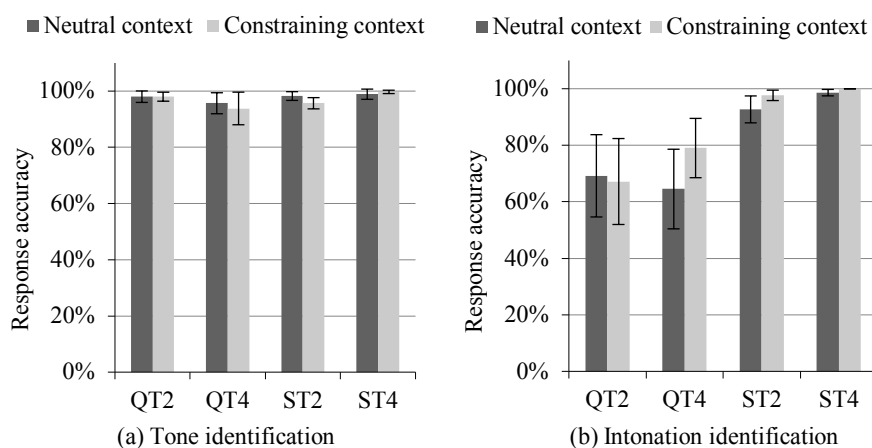 Neutral context Constraining context
Response accuracy
100%
80%
60%
40%
20%
0%
QT2 QT4 ST2 ST4
(a) Tone identification
Neutral context Constraining context
Response accuracy
100%
80%
60%
40%
20%
0%
QT2 QT4 ST2 ST4
(b) Intonation identification